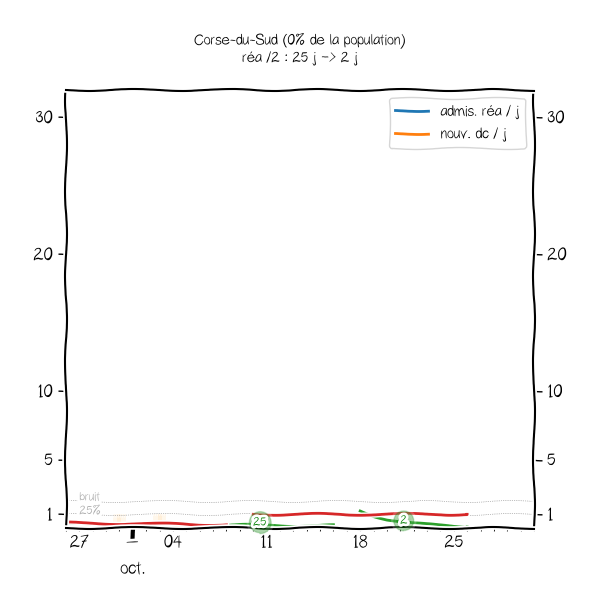 Corse-du-Sud (0% de la population)
réa /2 : 25 j -> 2 j
admis. réa / j
nouv. dc / j
30 30
20 20
10 10
5 5
bruit
25%
1 1
25 2
27 1 04 11 18 25
oct.